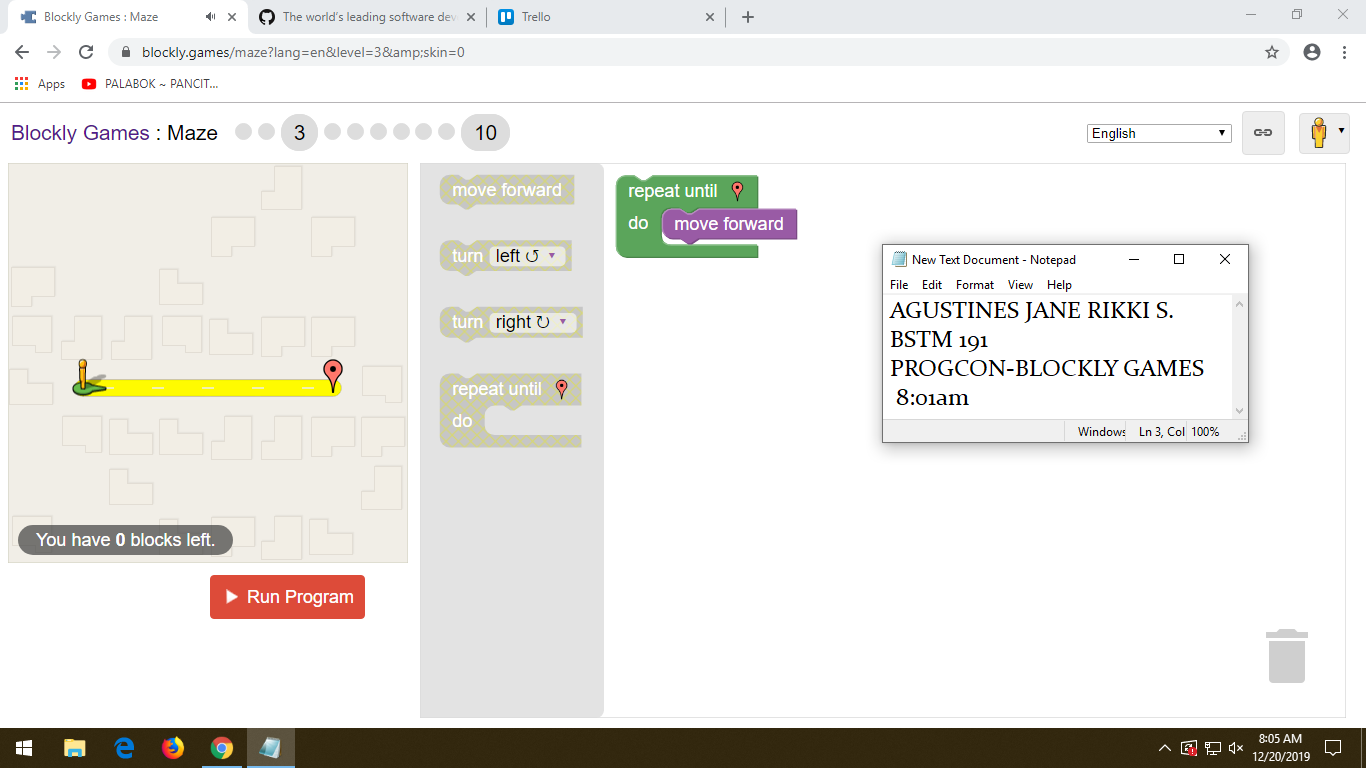 Blockly Games : Maze
The world's leading software dev
Trello
blockly.games/maze?lang=en&level=3&amp;skin=0
Apps
PALABOK ~ PANCIT...
Blockly Games : Maze
3
10
English
move forward
turn left ↺ ▾
turn right ↻ ▾
repeat until
do
repeat until
do move forward
New Text Document - Notepad
File Edit Format View Help
AGUSTINES JANE RIKKI S.
BSTM 191
PROGCON-BLOCKLY GAMES
8:01am
Windows Ln 3, Col 100%
You have 0 blocks left.
Run Program
8:05 AM
12/20/2019